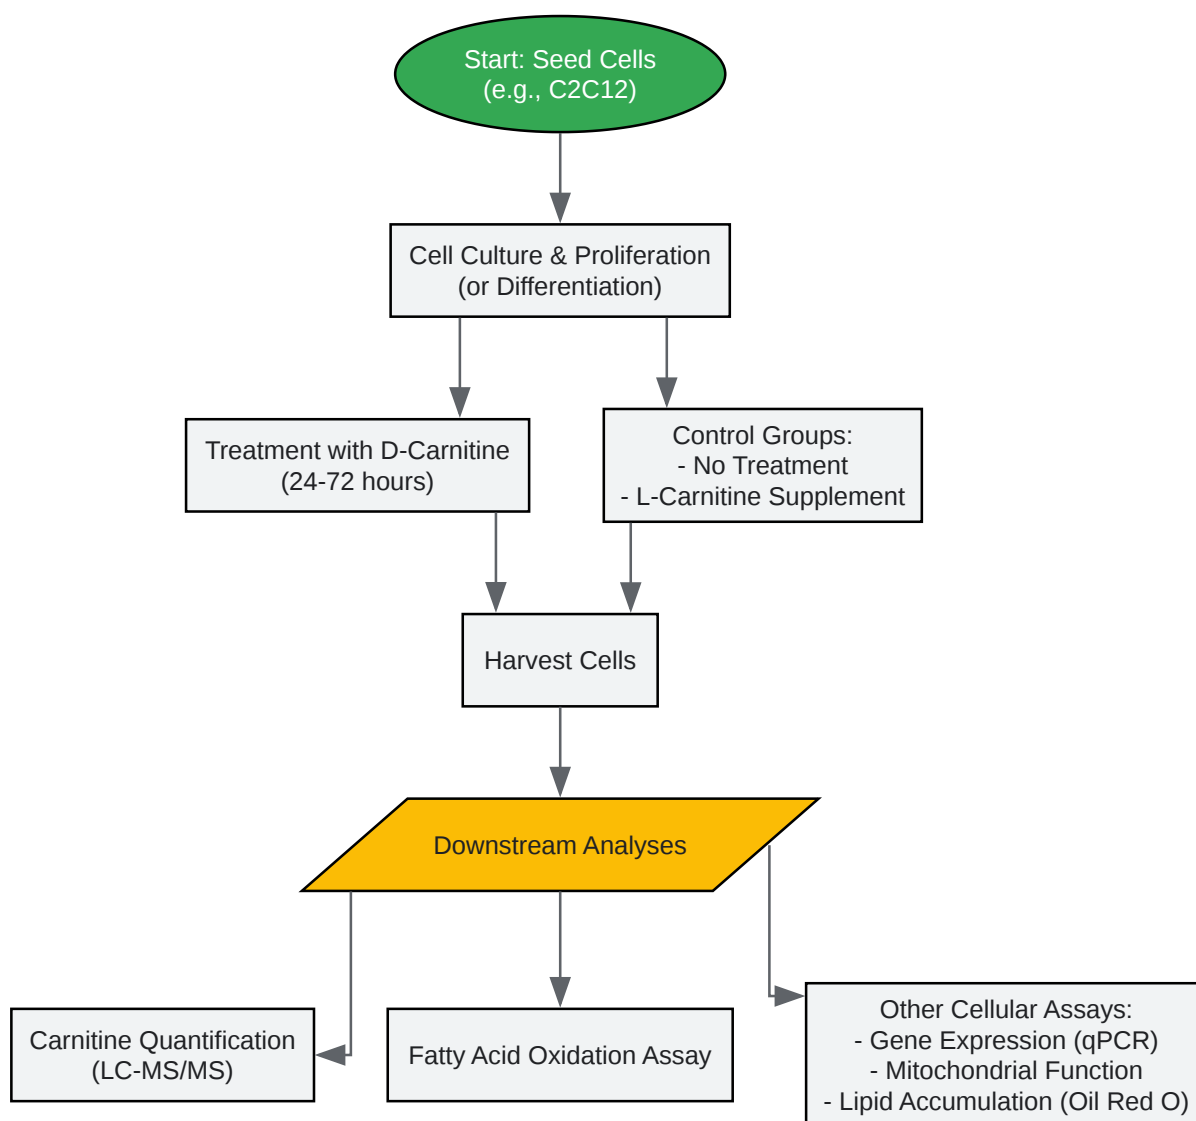 Start: Seed Cells
(e.g., C2C12)
Cell Culture & Proliferation
(or Differentiation)
Treatment with D-Carnitine
(24-72 hours)
Control Groups:
- No Treatment
- L-Carnitine Supplement
Harvest Cells
Downstream Analyses
Carnitine Quantification
(LC-MS/MS)
Fatty Acid Oxidation Assay
Other Cellular Assays:
- Gene Expression (qPCR)
- Mitochondrial Function
- Lipid Accumulation (Oil Red O)